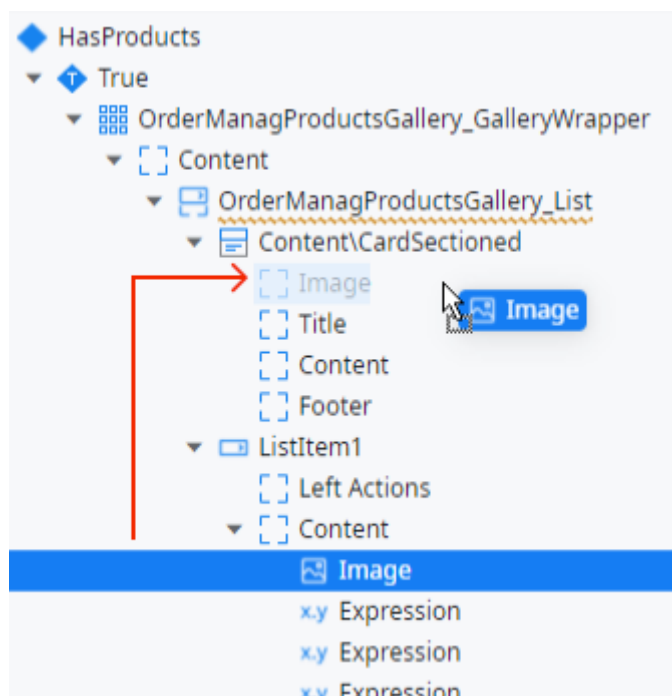 HasProducts
T True
OrderManagProductsGallery_GalleryWrapper
Content
OrderManagProductsGallery_List
Content\CardSectioned
Image
Image
Title
Content
Footer
ListItem1
Left Actions
Content
Image
x.y Expression
x.y Expression
x.y Expression